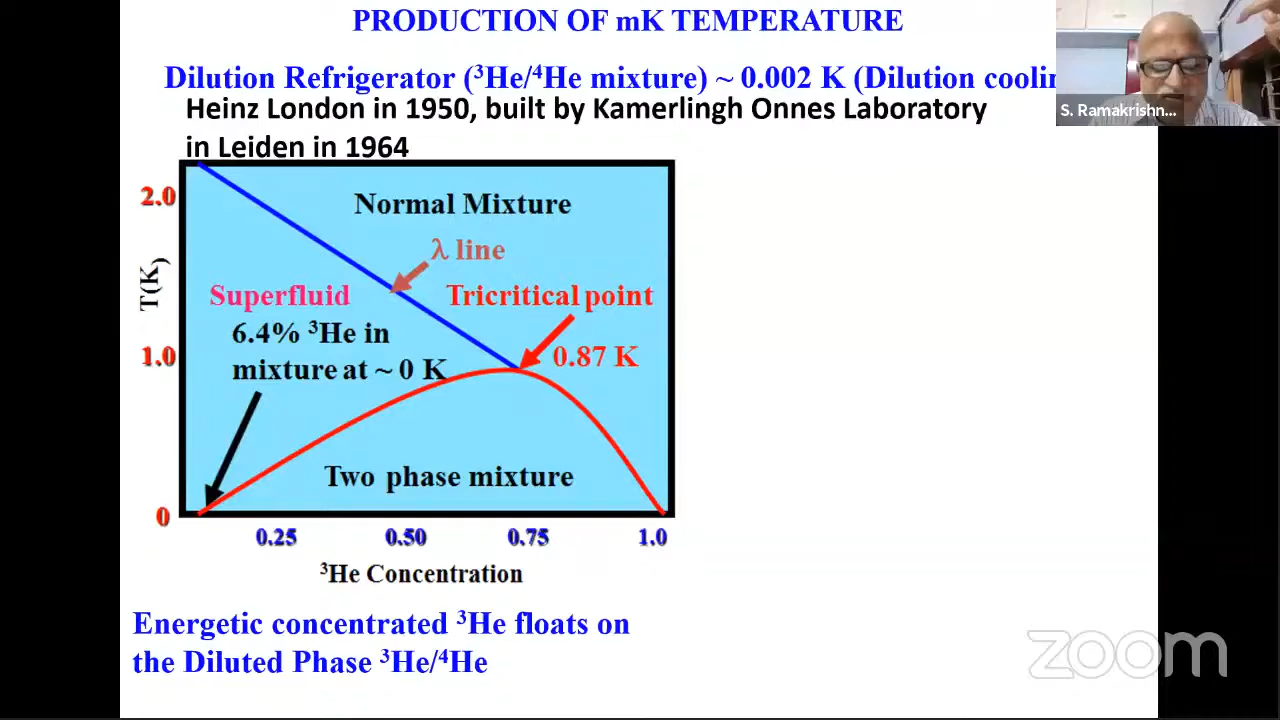 PRODUCTION OF mK TEMPERATURE
Dilution Refrigerator (³He/⁴He mixture) ~ 0.002 K (Dilution coolin
Heinz London in 1950, built by Kamerlingh Onnes Laboratory
in Leiden in 1964
S. Ramakrishn...
2.0
Normal Mixture
λ line
T(K)
Superfluid
Tricritical point
6.4% ³He in
mixture at ~ 0 K
1.0
0.87 K
Two phase mixture
0
0.25 0.50 0.75 1.0
³He Concentration
Energetic concentrated ³He floats on
the Diluted Phase ³He/⁴He
zoom